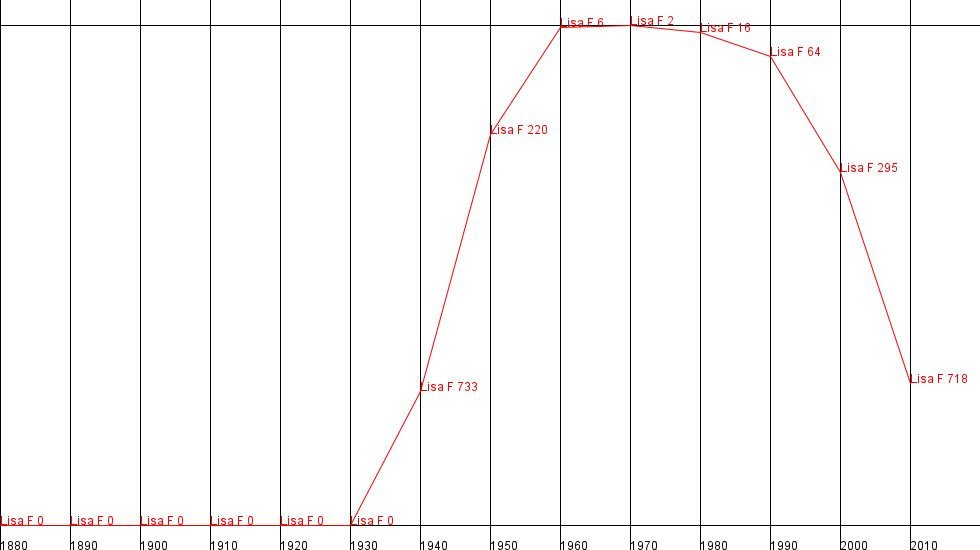 Lisa F 6
Lisa F 2
Lisa F 16
Lisa F 64
Lisa F 220
Lisa F 295
Lisa F 718
Lisa F 733
Lisa F 0
Lisa F 0
Lisa F 0
Lisa F 0
Lisa F 0
Lisa F 0
1880
1890
1900
1910
1920
1930
1940
1950
1960
1970
1980
1990
2000
2010